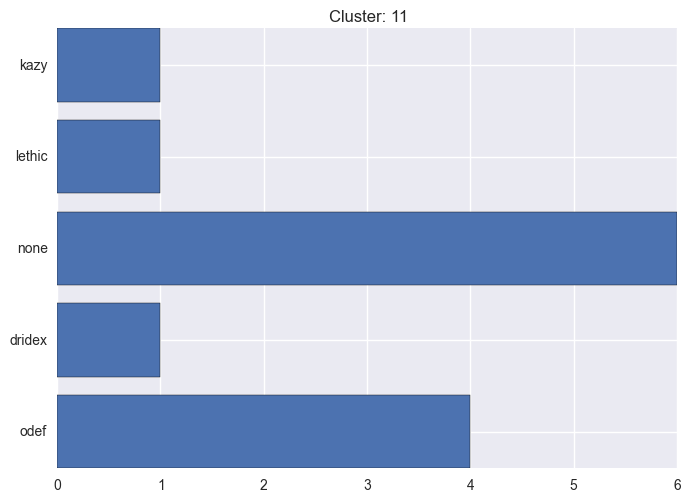 Cluster: 11
kazy
lethic
none
dridex
odef
0 1 2 3 4 5 6